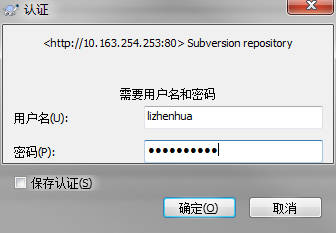 认证
<http://10.163.254.253:80> Subversion repository
需要用户名和密码
用户名(U):
lizhenhua
密码(P):
●●●●●●●●●●
保存认证(S)
确定(O)
取消